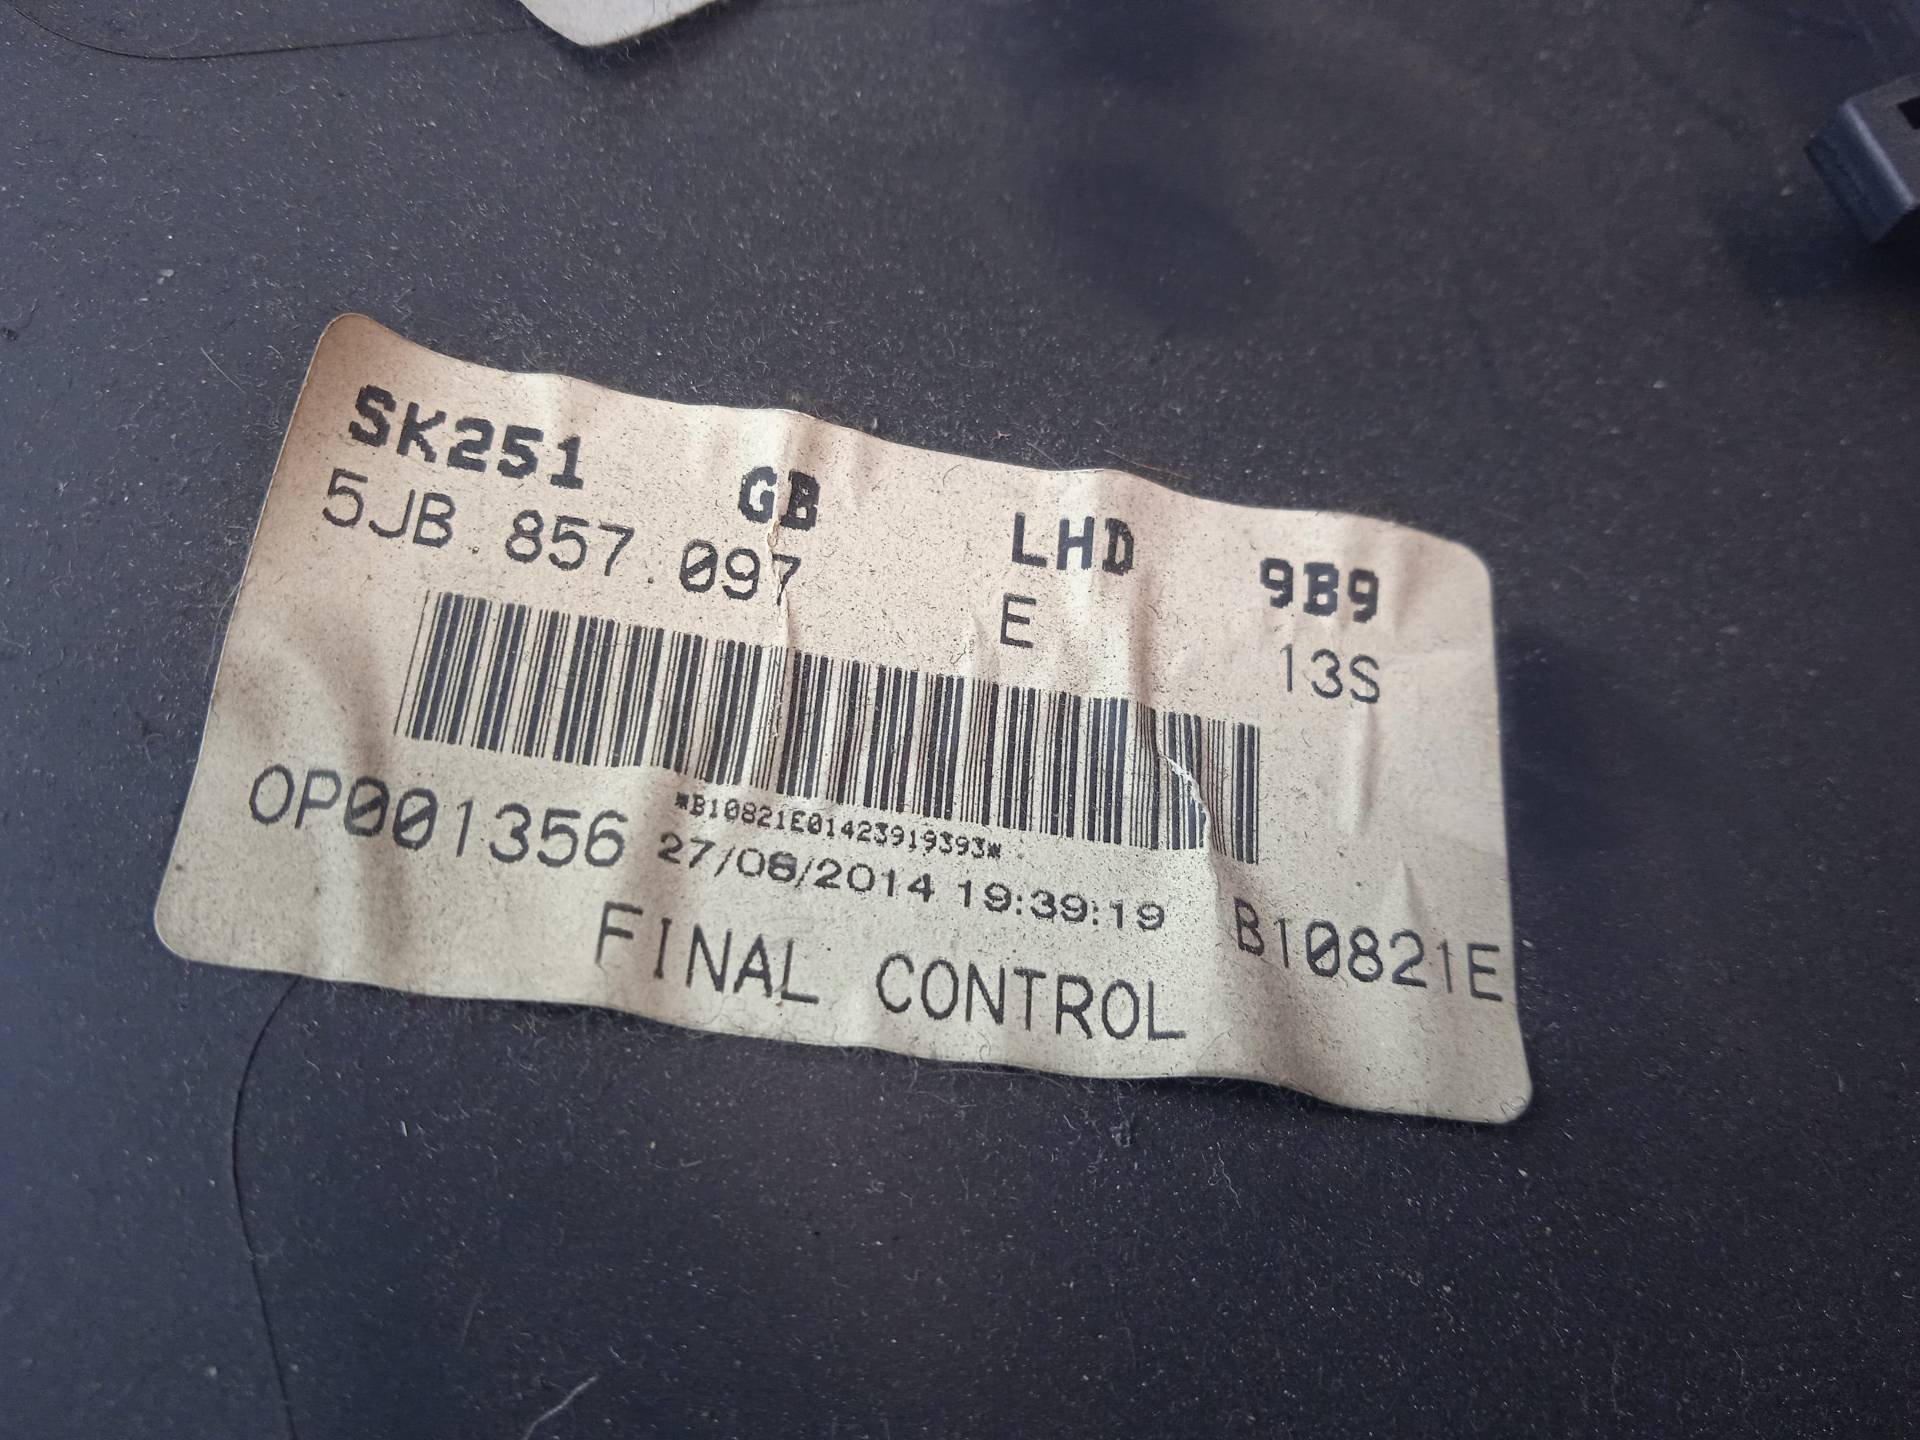 SK251 GB LHD 9B9
5JB 857 097 E 13S
*B10821E01423919393*
OP001356 27/08/2014 19:39:19 B10821E
FINAL CONTROL